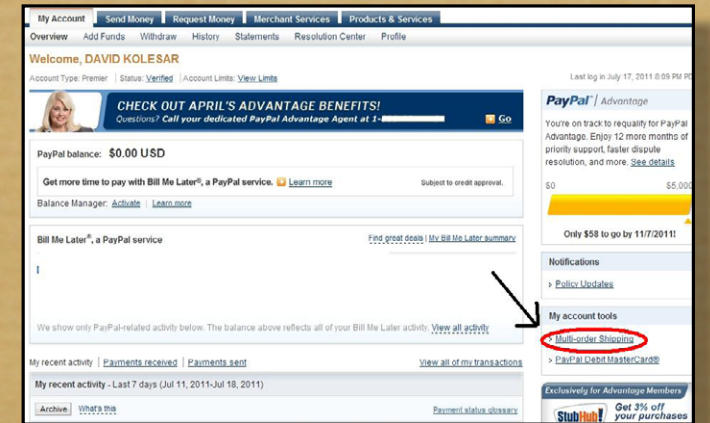 My Account Send Money Request Money Merchant Services Products & Services
Overview Add Funds Withdraw History Statements Resolution Center Profile
Welcome, DAVID KOLESAR
Account Type: Premier | Status: Verified | Account Limits: View Limits
Last log in July 17, 2011 8:09 PM PD
CHECK OUT APRIL'S ADVANTAGE BENEFITS!
Questions? Call your dedicated PayPal Advantage Agent at 1-
Go
PayPal balance: $0.00 USD
Get more time to pay with Bill Me Later®, a PayPal service. Learn more Subject to credit approval.
Balance Manager: Activate | Learn more
Bill Me Later®, a PayPal service Find great deals | My Bill Me Later summary
We show only PayPal-related activity below. The balance above reflects all of your Bill Me Later activity. View all activity
My recent activity | Payments received | Payments sent View all of my transactions
My recent activity - Last 7 days (Jul 11, 2011-Jul 18, 2011)
Archive What's this Payment status glossary
PayPal™ | Advantage
You're on track to requalify for PayPal
Advantage. Enjoy 12 more months of
priority support, faster dispute
resolution, and more. See details
$0 $5,000
Only $58 to go by 11/7/2011!
Notifications
› Policy Updates
My account tools
› Multi-order Shipping
› PayPal Debit MasterCard®
Exclusively for Advantage Members
StubHub! Get 3% off
your purchases